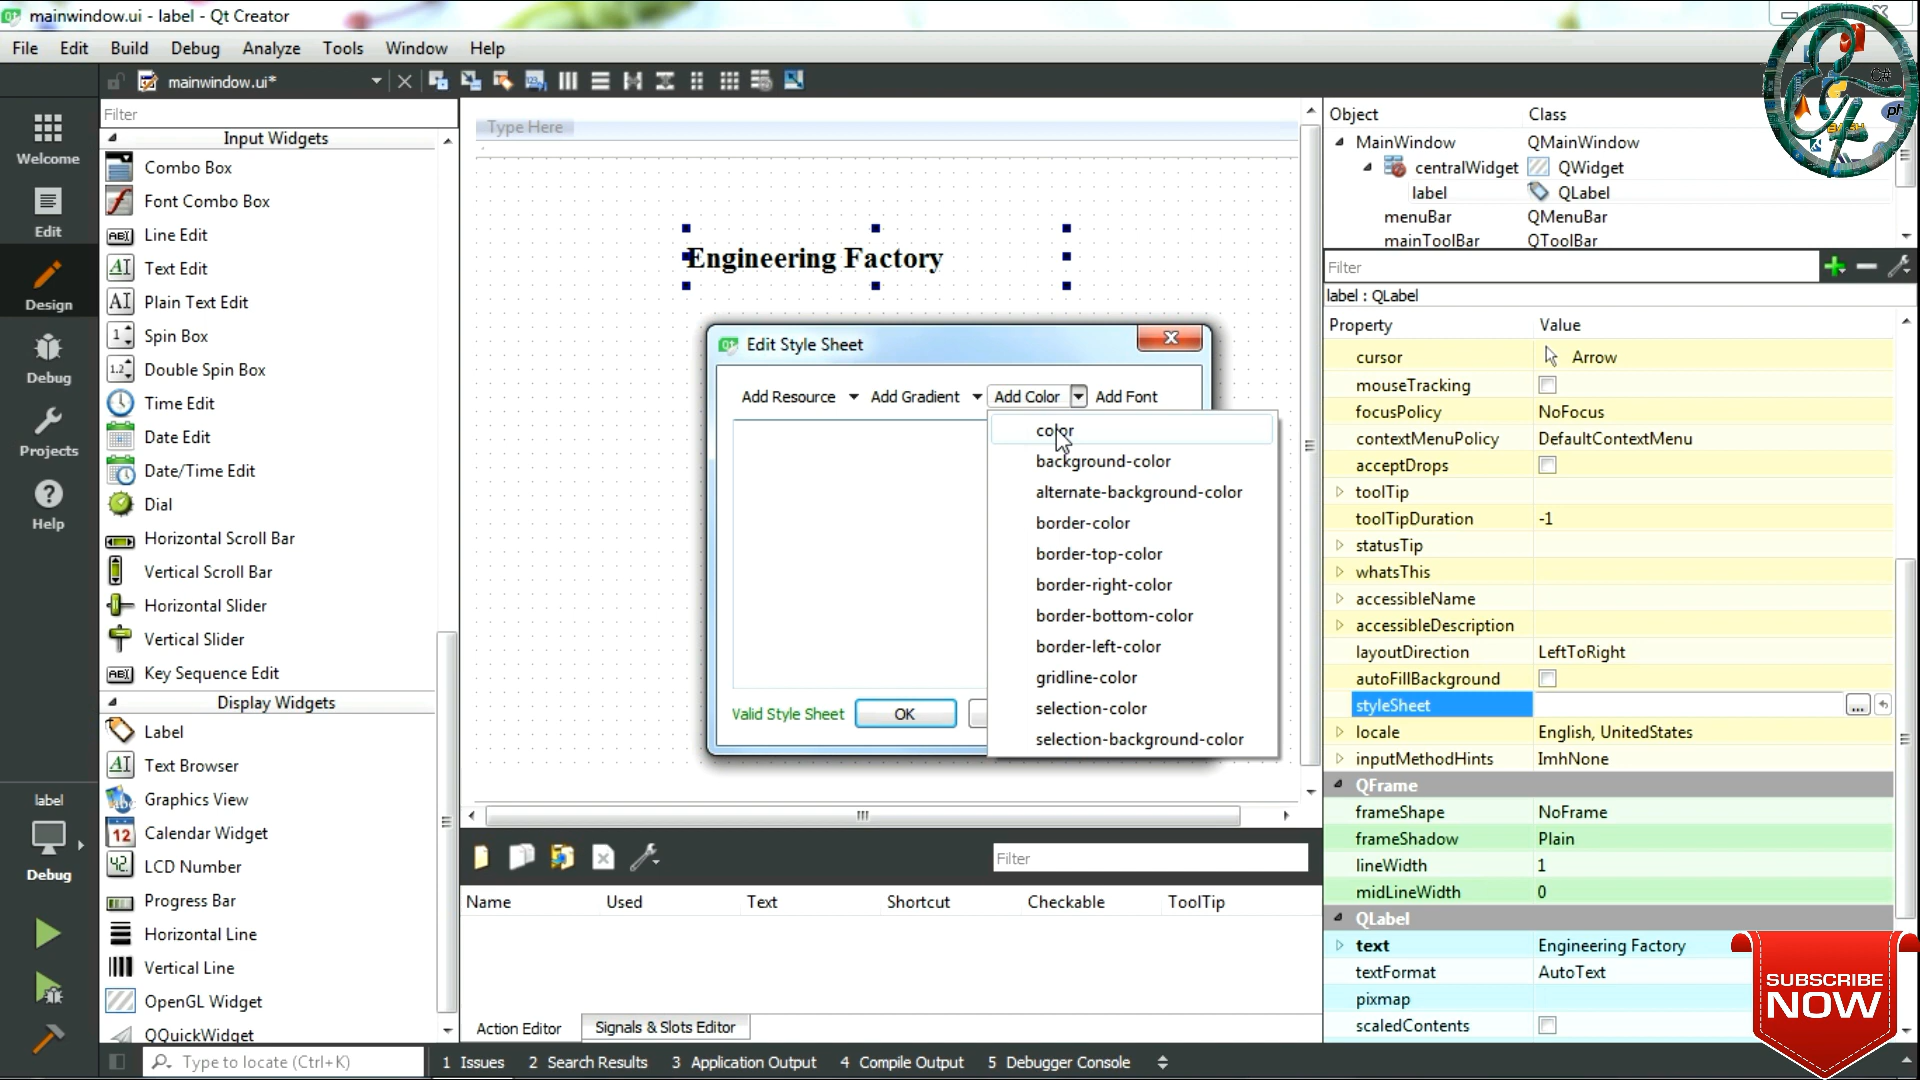 mainwindow.ui - label - Qt Creator
File Edit Build Debug Analyze Tools Window Help
mainwindow.ui*
Welcome
Edit
Design
Debug
Projects
Help
label
Debug
Filter
Input Widgets
Combo Box
Font Combo Box
Line Edit
Text Edit
Plain Text Edit
Spin Box
Double Spin Box
Time Edit
Date Edit
Date/Time Edit
Dial
Horizontal Scroll Bar
Vertical Scroll Bar
Horizontal Slider
Vertical Slider
Key Sequence Edit
Display Widgets
Label
Text Browser
Graphics View
Calendar Widget
LCD Number
Progress Bar
Horizontal Line
Vertical Line
OpenGL Widget
QQuickWidget
Type Here
Engineering Factory
Edit Style Sheet
Add Resource Add Gradient Add Color Add Font
color
background-color
alternate-background-color
border-color
border-top-color
border-right-color
border-bottom-color
border-left-color
gridline-color
selection-color
selection-background-color
Valid Style Sheet OK
Filter
Name Used Text Shortcut Checkable ToolTip
Action Editor Signals & Slots Editor
Object Class
MainWindow QMainWindow
centralWidget QWidget
label QLabel
menuBar QMenuBar
mainToolBar QToolBar
Filter
label : QLabel
Property Value
cursor Arrow
mouseTracking
focusPolicy NoFocus
contextMenuPolicy DefaultContextMenu
acceptDrops
toolTip
toolTipDuration -1
statusTip
whatsThis
accessibleName
accessibleDescription
layoutDirection LeftToRight
autoFillBackground
styleSheet ...
locale English, UnitedStates
inputMethodHints ImhNone
QFrame
frameShape NoFrame
frameShadow Plain
lineWidth 1
midLineWidth 0
QLabel
text Engineering Factory
textFormat AutoText
pixmap
scaledContents
SUBSCRIBE
NOW
Type to locate (Ctrl+K) 1 Issues 2 Search Results 3 Application Output 4 Compile Output 5 Debugger Console